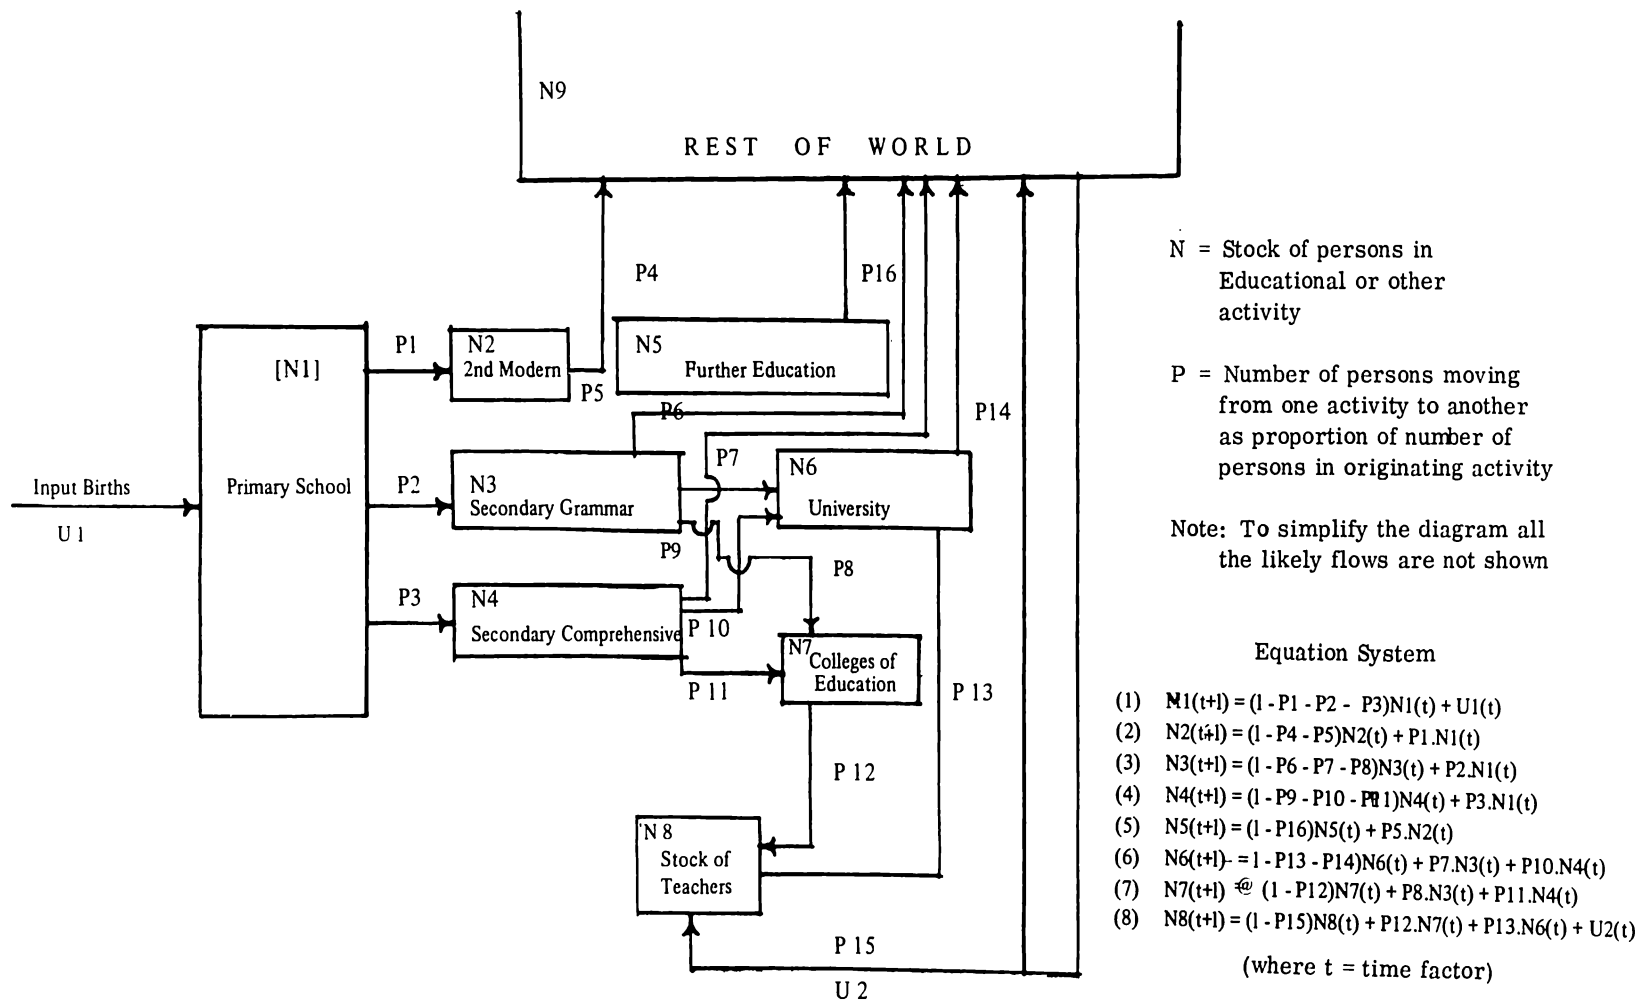 N9
REST OF WORLD
P4
P16
N = Stock of persons in
Educational or other
activity
[N1]
P1
N2
2nd Modern
P5
N5
Further Education
P = Number of persons moving
from one activity to another
as proportion of number of
persons in originating activity
P6
P14
P7
Input Births
U 1
Primary School
P2
N3
Secondary Grammar
N6
University
Note: To simplify the diagram all
the likely flows are not shown
P9
P8
P3
N4
Secondary Comprehensive
P 10
P 11
N7
Colleges of
Education
P 13
P 12
N 8
Stock of
Teachers
P 15
U 2
Equation System
(1) N1(t+1) = (1 - P1 - P2 - P3)N1(t) + U1(t)
(2) N2(t+1) = (1 - P4 - P5)N2(t) + P1.N1(t)
(3) N3(t+1) = (1 - P6 - P7 - P8)N3(t) + P2.N1(t)
(4) N4(t+1) = (1 - P9 - P10 - P11)N4(t) + P3.N1(t)
(5) N5(t+1) = (1 - P16)N5(t) + P5.N2(t)
(6) N6(t+1) = 1 - P13 - P14)N6(t) + P7.N3(t) + P10.N4(t)
(7) N7(t+1) @ (1 - P12)N7(t) + P8.N3(t) + P11.N4(t)
(8) N8(t+1) = (1 - P15)N8(t) + P12.N7(t) + P13.N6(t) + U2(t)
(where t = time factor)